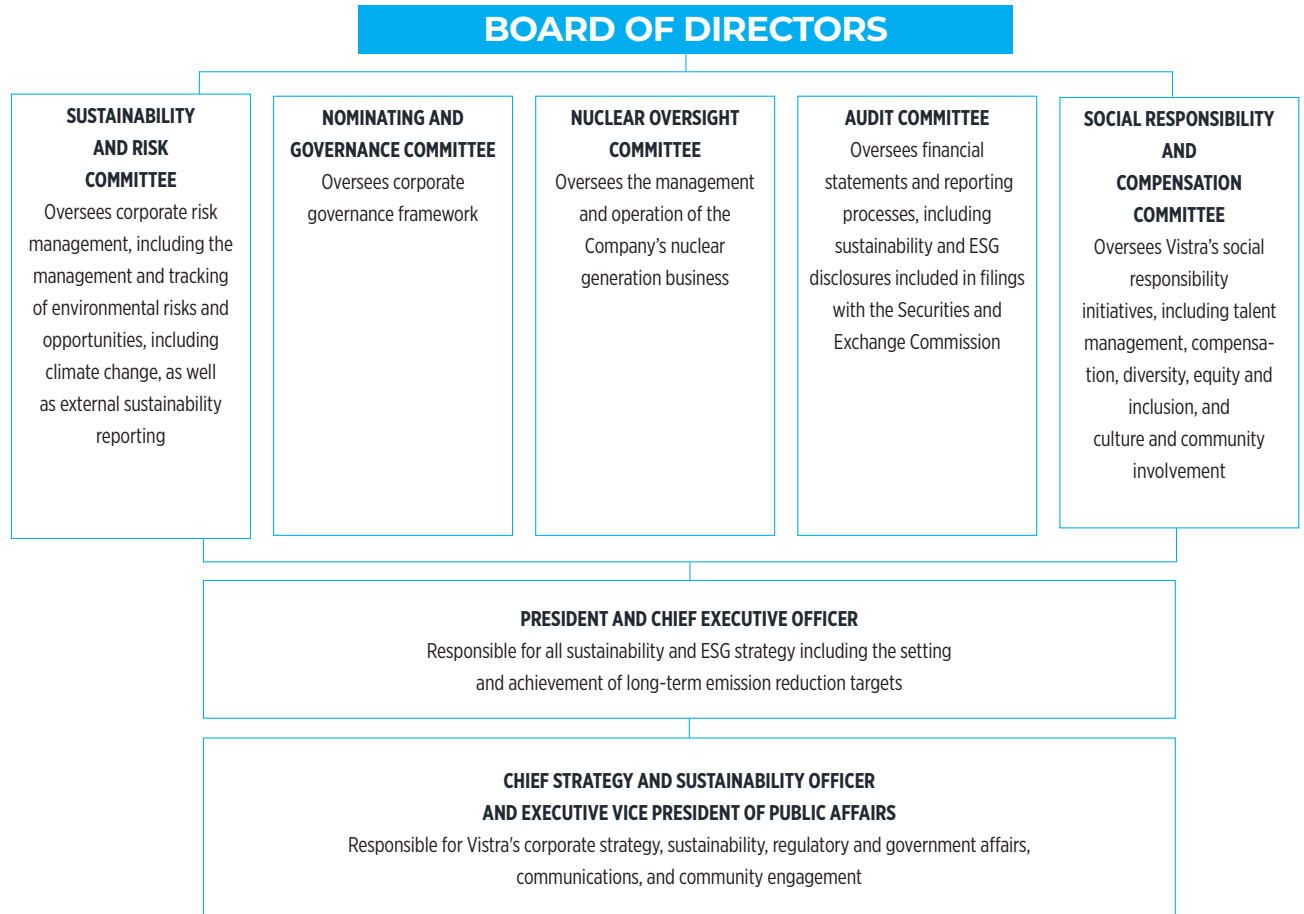 BOARD OF DIRECTORS
SUSTAINABILITY
AND RISK
COMMITTEE
Oversees corporate risk
management, including the
management and tracking
of environmental risks and
opportunities, including
climate change, as well
as external sustainability
reporting
NOMINATING AND
GOVERNANCE COMMITTEE
Oversees corporate
governance framework
NUCLEAR OVERSIGHT
COMMITTEE
Oversees the management
and operation of the
Company’s nuclear
generation business
AUDIT COMMITTEE
Oversees financial
statements and reporting
processes, including
sustainability and ESG
disclosures included in filings
with the Securities and
Exchange Commission
SOCIAL RESPONSIBILITY
AND
COMPENSATION
COMMITTEE
Oversees Vistra’s social
responsibility
initiatives, including talent
management, compensa-
tion, diversity, equity and
inclusion, and
culture and community
involvement
PRESIDENT AND CHIEF EXECUTIVE OFFICER
Responsible for all sustainability and ESG strategy including the setting
and achievement of long-term emission reduction targets
CHIEF STRATEGY AND SUSTAINABILITY OFFICER
AND EXECUTIVE VICE PRESIDENT OF PUBLIC AFFAIRS
Responsible for Vistra's corporate strategy, sustainability, regulatory and government affairs,
communications, and community engagement